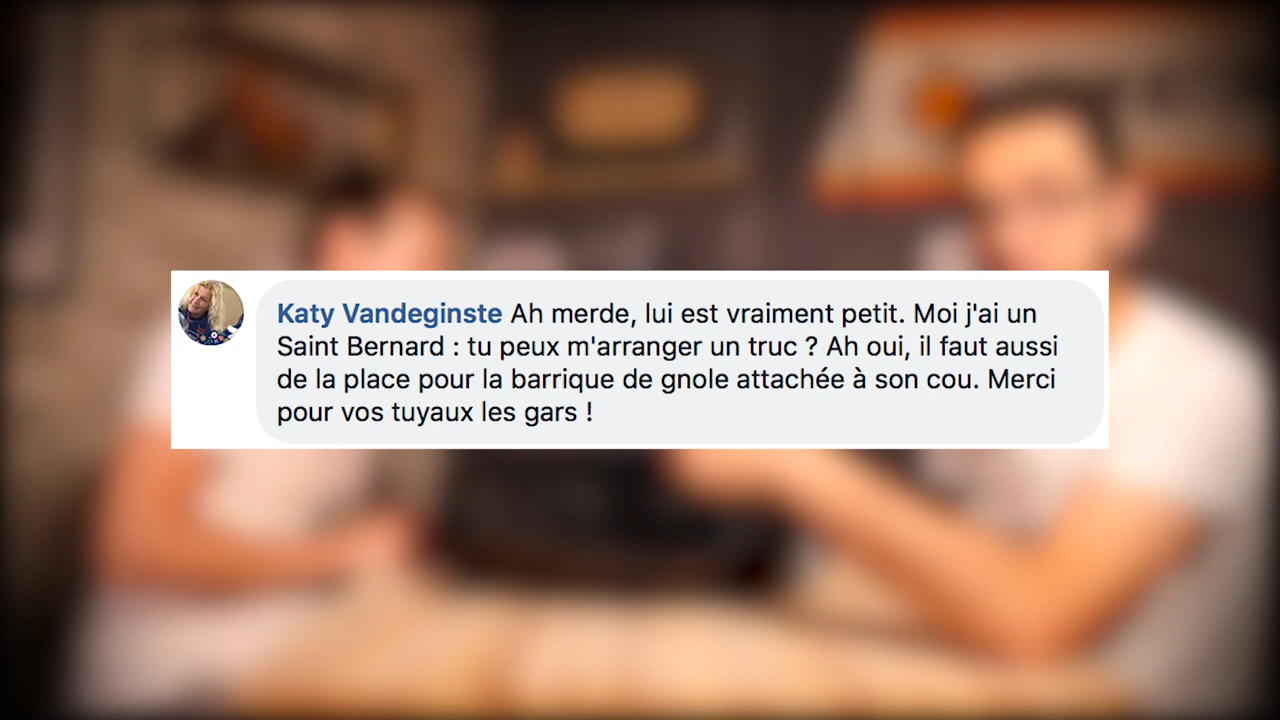 Katy Vandeginste Ah merde, lui est vraiment petit. Moi j'ai un
Saint Bernard : tu peux m'arranger un truc ? Ah oui, il faut aussi
de la place pour la barrique de gnole attachée à son cou. Merci
pour vos tuyaux les gars !